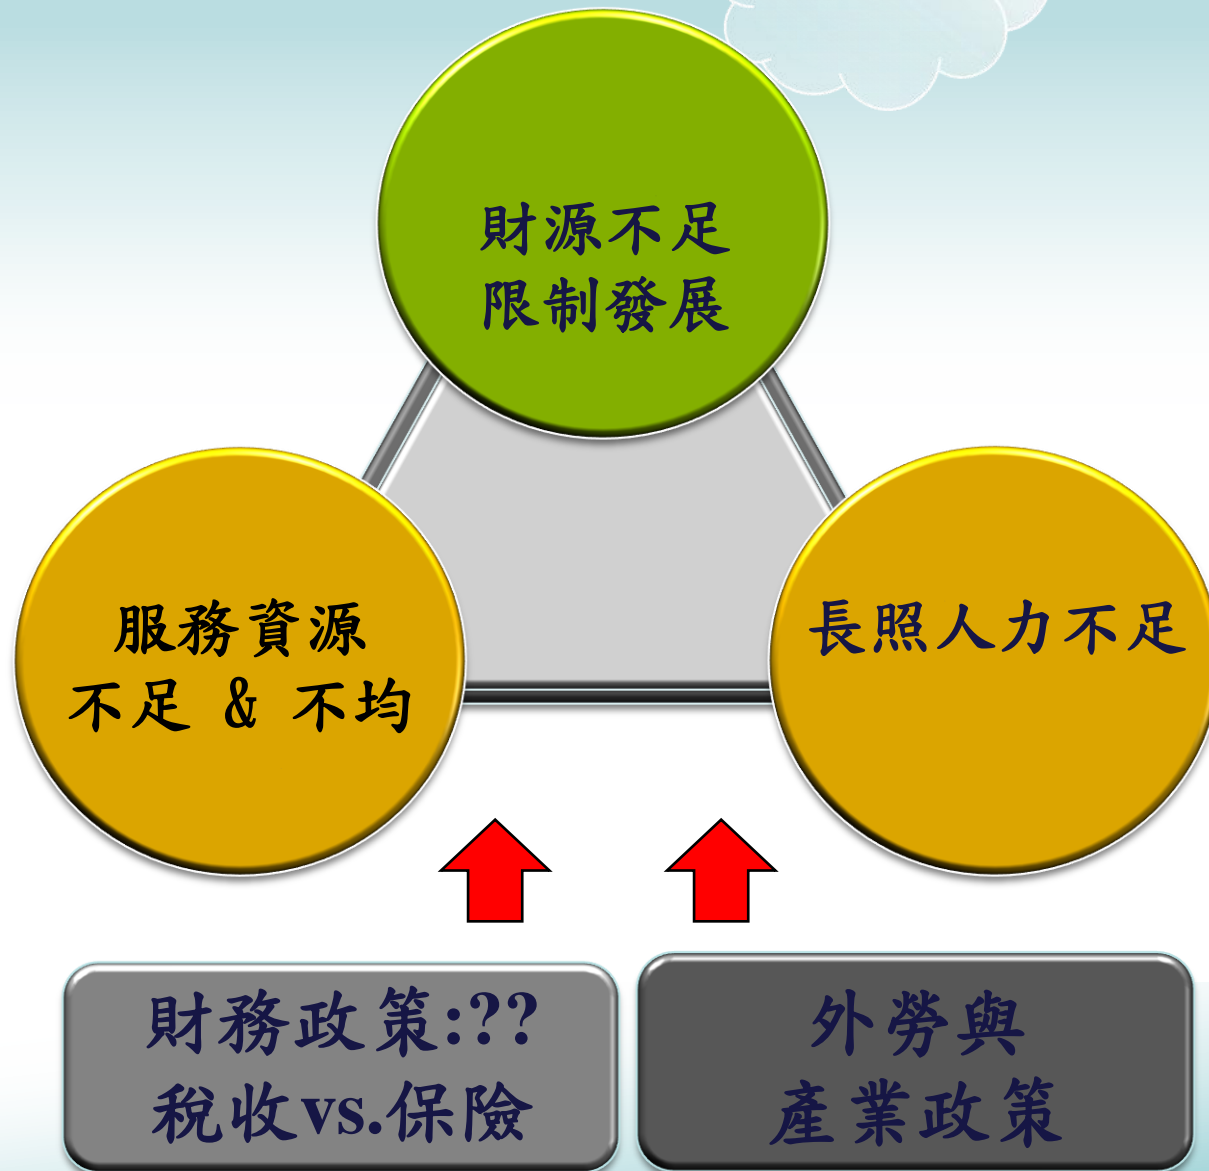 財源不足
限制發展
服務資源
不足 & 不均
長照人力不足
財務政策:??
稅收vs.保險
外勞與
產業政策